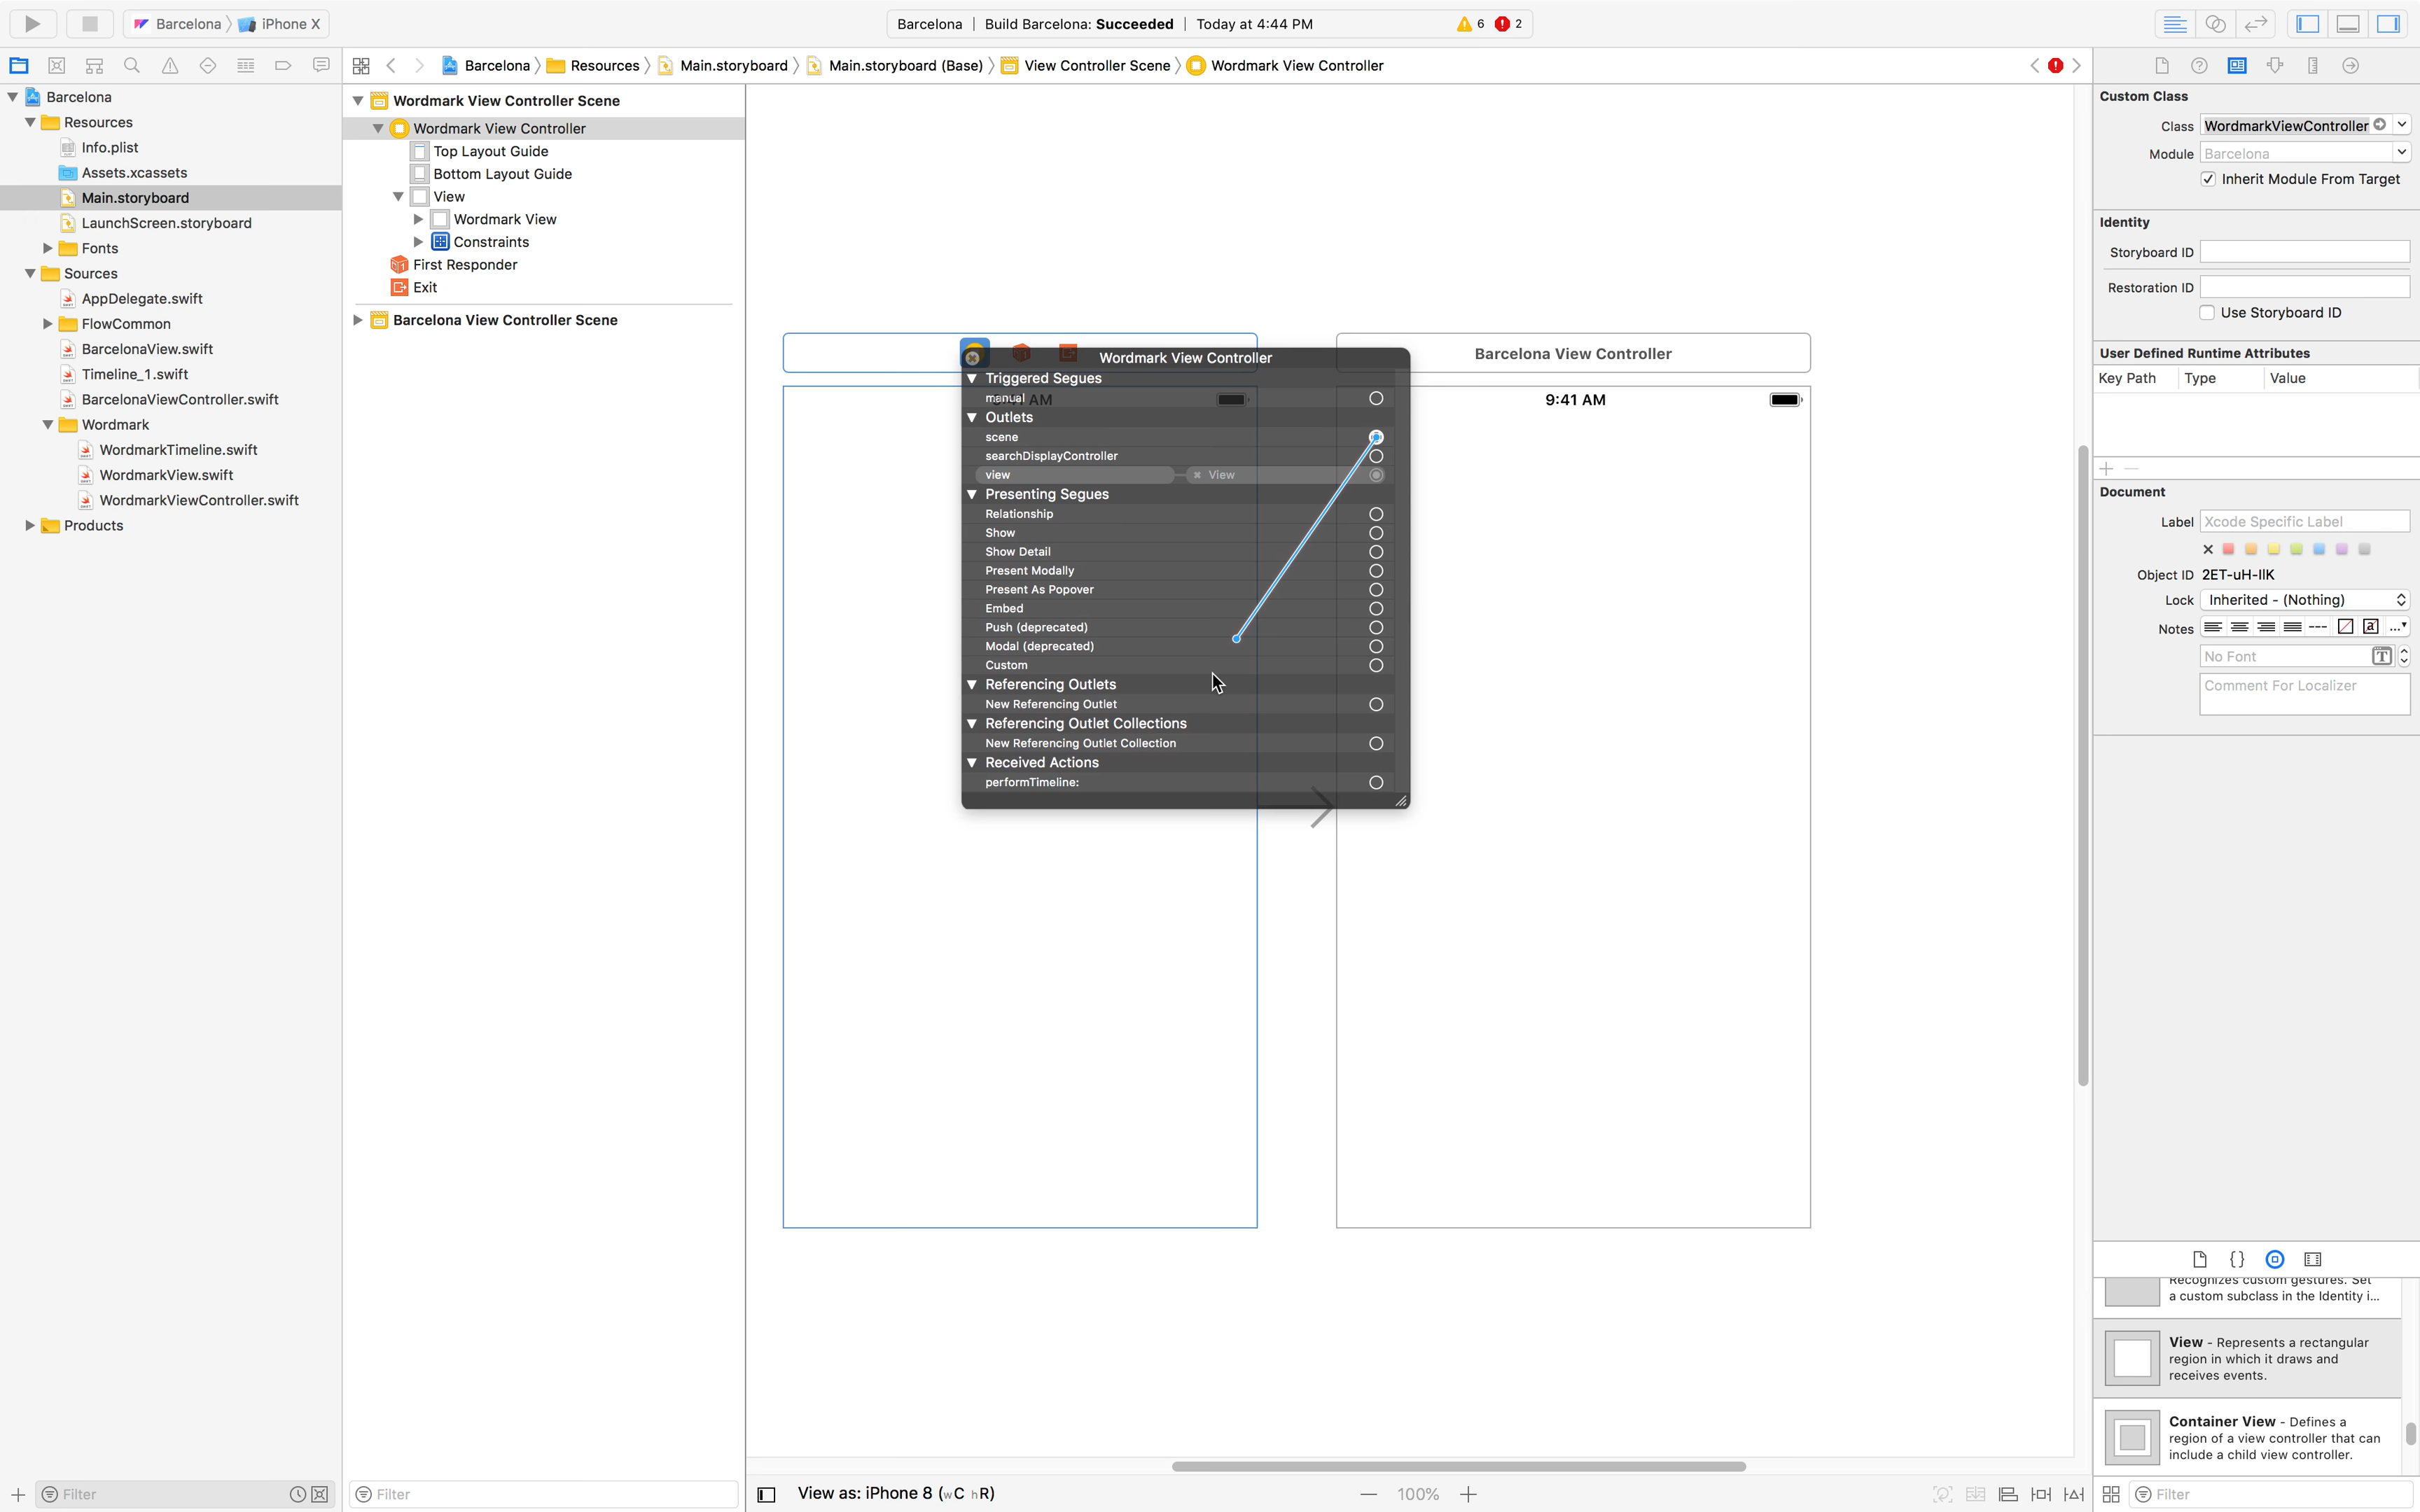 Barcelona
iPhone X
Barcelona | Build Barcelona: Succeeded | Today at 4:44 PM
6
2
Barcelona
Resources
Main.storyboard
Main.storyboard (Base)
View Controller Scene
Wordmark View Controller
Barcelona
Resources
Info.plist
Assets.xcassets
Main.storyboard
LaunchScreen.storyboard
Fonts
Sources
AppDelegate.swift
FlowCommon
BarcelonaView.swift
Timeline_1.swift
BarcelonaViewController.swift
Wordmark
WordmarkTimeline.swift
WordmarkView.swift
WordmarkViewController.swift
Products
Filter
Wordmark View Controller Scene
Wordmark View Controller
Top Layout Guide
Bottom Layout Guide
View
Wordmark View
Constraints
First Responder
Exit
Barcelona View Controller Scene
Filter
Wordmark View Controller
Triggered Segues
manual
Outlets
scene
searchDisplayController
view
View
Presenting Segues
Relationship
Show
Show Detail
Present Modally
Present As Popover
Embed
Push (deprecated)
Modal (deprecated)
Custom
Referencing Outlets
New Referencing Outlet
Referencing Outlet Collections
New Referencing Outlet Collection
Received Actions
performTimeline:
Barcelona View Controller
9:41 AM
View as: iPhone 8 (wC hR)
100%
Custom Class
Class WordmarkViewController
Module Barcelona
Inherit Module From Target
Identity
Storyboard ID
Restoration ID
Use Storyboard ID
User Defined Runtime Attributes
Key Path Type Value
Document
Label Xcode Specific Label
Object ID 2ET-uH-IlK
Lock Inherited - (Nothing)
Notes
No Font
Comment For Localizer
Recognizes custom gestures. Set
a custom subclass in the Identity i...
View - Represents a rectangular
region in which it draws and
receives events.
Container View - Defines a
region of a view controller that can
include a child view controller.
Filter